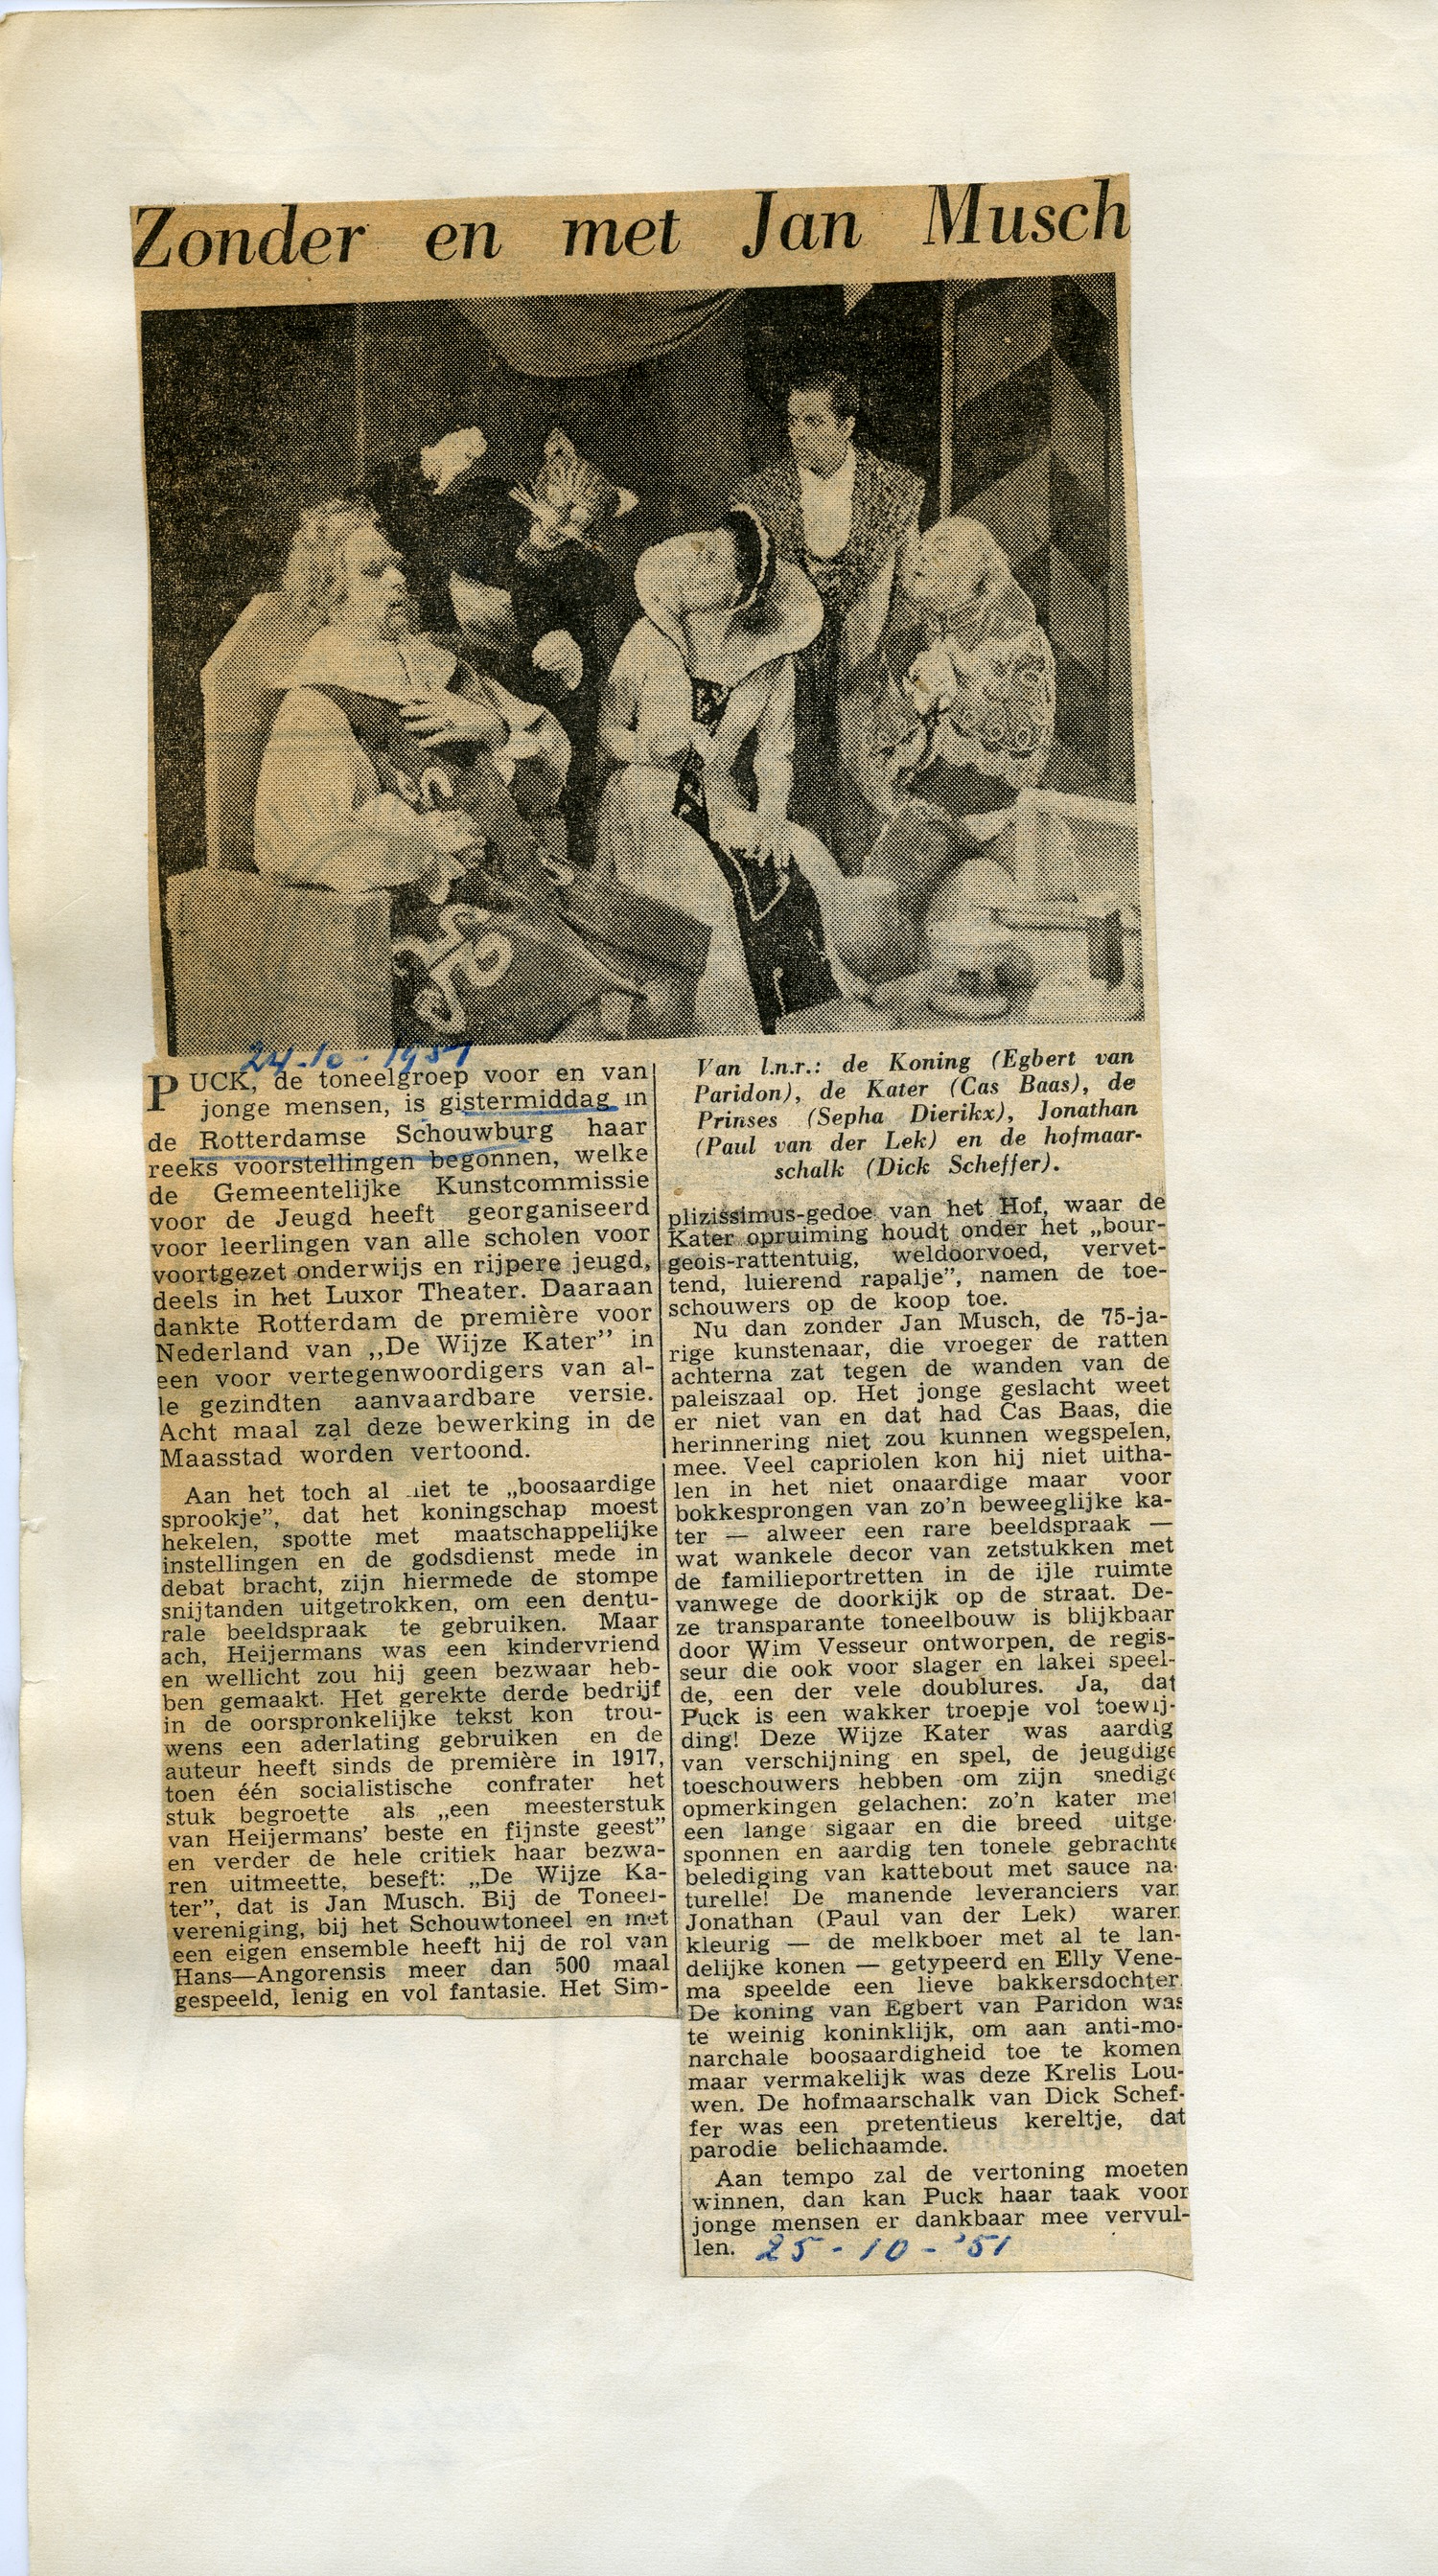 Zonder en met Jan Musch
24-10-1951
PUCK, de toneelgroep voor en van
jonge mensen, is gistermiddag in
de Rotterdamse Schouwburg haar
reeks voorstellingen begonnen, welke
de Gemeentelijke Kunstcommissie
voor de Jeugd heeft georganiseerd
voor leerlingen van alle scholen voor
voortgezet onderwijs en rijpere jeugd,
deels in het Luxor Theater. Daaraan
dankte Rotterdam de première voor
Nederland van „De Wijze Kater” in
een voor vertegenwoordigers van al-
le gezindten aanvaardbare versie.
Acht maal zal deze bewerking in de
Maasstad worden vertoond.
Aan het toch al niet te „boosaardige
sprookje”, dat het koningschap moest
hekelen, spotte met maatschappelijke
instellingen en de godsdienst mede in
debat bracht, zijn hiermede de stompe
snijtanden uitgetrokken, om een dentu-
rale beeldspraak te gebruiken. Maar
ach, Heijermans was een kindervriend
en wellicht zou hij geen bezwaar heb-
ben gemaakt. Het gerekte derde bedrijf
in de oorspronkelijke tekst kon trou-
wens een aderlating gebruiken en de
auteur heeft sinds de première in 1917,
toen één socialistische confrater het
stuk begroette als „een meesterstuk
van Heijermans’ beste en fijnste geest”
en verder de hele critiek haar bezwa-
ren uitmeette, beseft: „De Wijze Ka-
ter”, dat is Jan Musch. Bij de Toneel-
vereniging, bij het Schouwtoneel en met
een eigen ensemble heeft hij de rol van
Hans—Angorensis meer dan 500 maal
gespeeld, lenig en vol fantasie. Het Sim-
Van l.n.r.: de Koning (Egbert van
Paridon), de Kater (Cas Baas), de
Prinses (Sepha Dierikx), Jonathan
(Paul van der Lek) en de hofmaar-
schalk (Dick Scheffer).
plizissimus-gedoe van het Hof, waar de
Kater opruiming houdt onder het „bour-
geois-rattentuig, weldoorvoed, vervet-
tend, luierend rapalje”, namen de toe-
schouwers op de koop toe.
Nu dan zonder Jan Musch, de 75-ja-
rige kunstenaar, die vroeger de ratten
achterna zat tegen de wanden van de
paleiszaal op. Het jonge geslacht weet
er niet van en dat had Cas Baas, die
herinnering niet zou kunnen wegspelen,
mee. Veel capriolen kon hij niet uitha-
len in het niet onaardige maar voor
bokkesprongen van zo’n beweeglijke ka-
ter — alweer een rare beeldspraak —
wat wankele decor van zetstukken met
de familieportretten in de ijle ruimte
vanwege de doorkijk op de straat. De-
ze transparante toneelbouw is blijkbaar
door Wim Vesseur ontworpen, de regis-
seur die ook voor slager en lakei speel-
de, een der vele doublures. Ja, dat
Puck is een wakker troepje vol toewij-
ding! Deze Wijze Kater was aardig
van verschijning en spel, de jeugdige
toeschouwers hebben om zijn snedige
opmerkingen gelachen: zo’n kater met
een lange sigaar en die breed uitge-
sponnen en aardig ten tonele gebrachte
belediging van kattebout met sauce na-
turelle! De manende leveranciers van
Jonathan (Paul van der Lek) waren
kleurig — de melkboer met al te lan-
delijke konen — getypeerd en Elly Vene-
ma speelde een lieve bakkersdochter.
De koning van Egbert van Paridon was
te weinig koninklijk, om aan anti-mo-
narchale boosaardigheid toe te komen
maar vermakelijk was deze Krelis Lou-
wen. De hofmaarschalk van Dick Schef-
fer was een pretentieus kereltje, dat
parodie belichaamde.
Aan tempo zal de vertoning moeten
winnen, dan kan Puck haar taak voor
jonge mensen er dankbaar mee vervul-
len. 25-10-'51